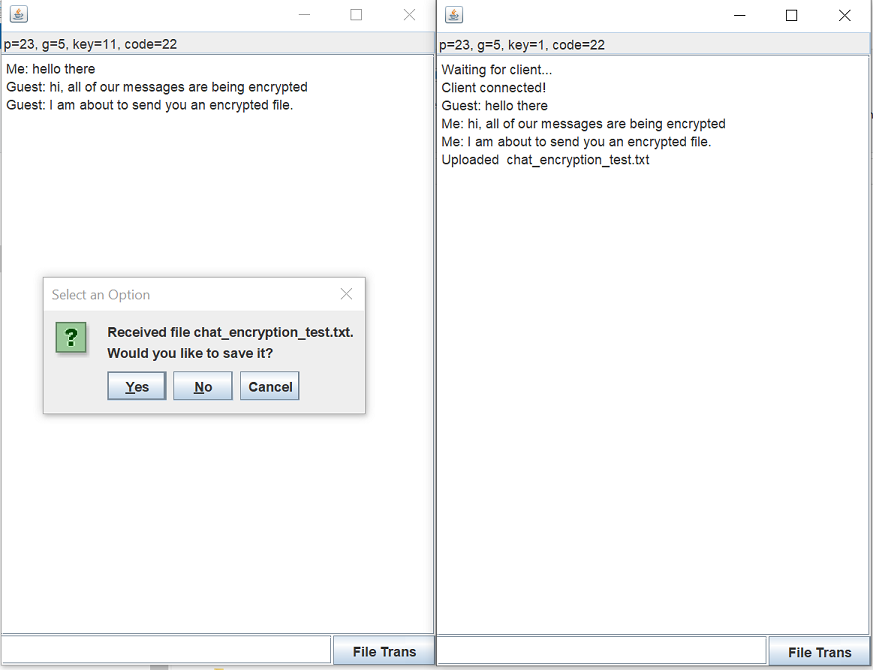 p=23, g=5, key=11, code=22
Me: hello there
Guest: hi, all of our messages are being encrypted
Guest: I am about to send you an encrypted file.
Select an Option
?
Received file chat_encryption_test.txt.
Would you like to save it?
Yes No Cancel
File Trans
p=23, g=5, key=1, code=22
Waiting for client...
Client connected!
Guest: hello there
Me: hi, all of our messages are being encrypted
Me: I am about to send you an encrypted file.
Uploaded  chat_encryption_test.txt
File Trans